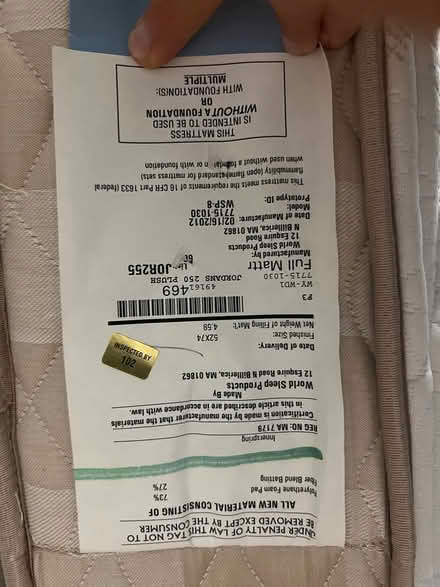 UNDER PENALTY OF LAW THIS TAG NOT TO
BE REMOVED EXCEPT BY THE CONSUMER
ALL NEW MATERIAL CONSISTING OF
Polyurethane Foam Pad 73%
Fiber Blend Batting 27%
Innerspring
REG NO: MA 7179
Certification is made by the manufacturer that the materials
in this article are described in accordance with law.
Made By
World Sleep Products
12 Esquire Road N Billerica, MA 01862
Date of Delivery:
Finished Size: 52X74
Net Weight of Filling Mat'l: 4.59
INSPECTED BY
102
F3
WY-WD1
49161469
7715-1030 JORDANS 250 PLUSH
Full Mattr JOR255
Manufactured by:
World Sleep Products
12 Esquire Road
N Billerica, MA 01862
Date of Manufacture: 02/16/2012
Model: 7715-1030
Prototype ID: WSP-8
This mattress meets the requirements of 16 CFR Part 1633 (federal
flammability (open flame) standard for mattress sets)
when used without a foundation or with foundation
THIS MATTRESS
IS INTENDED TO BE USED
WITHOUT A FOUNDATION
OR
WITH FOUNDATION(S):
MULTIPLE